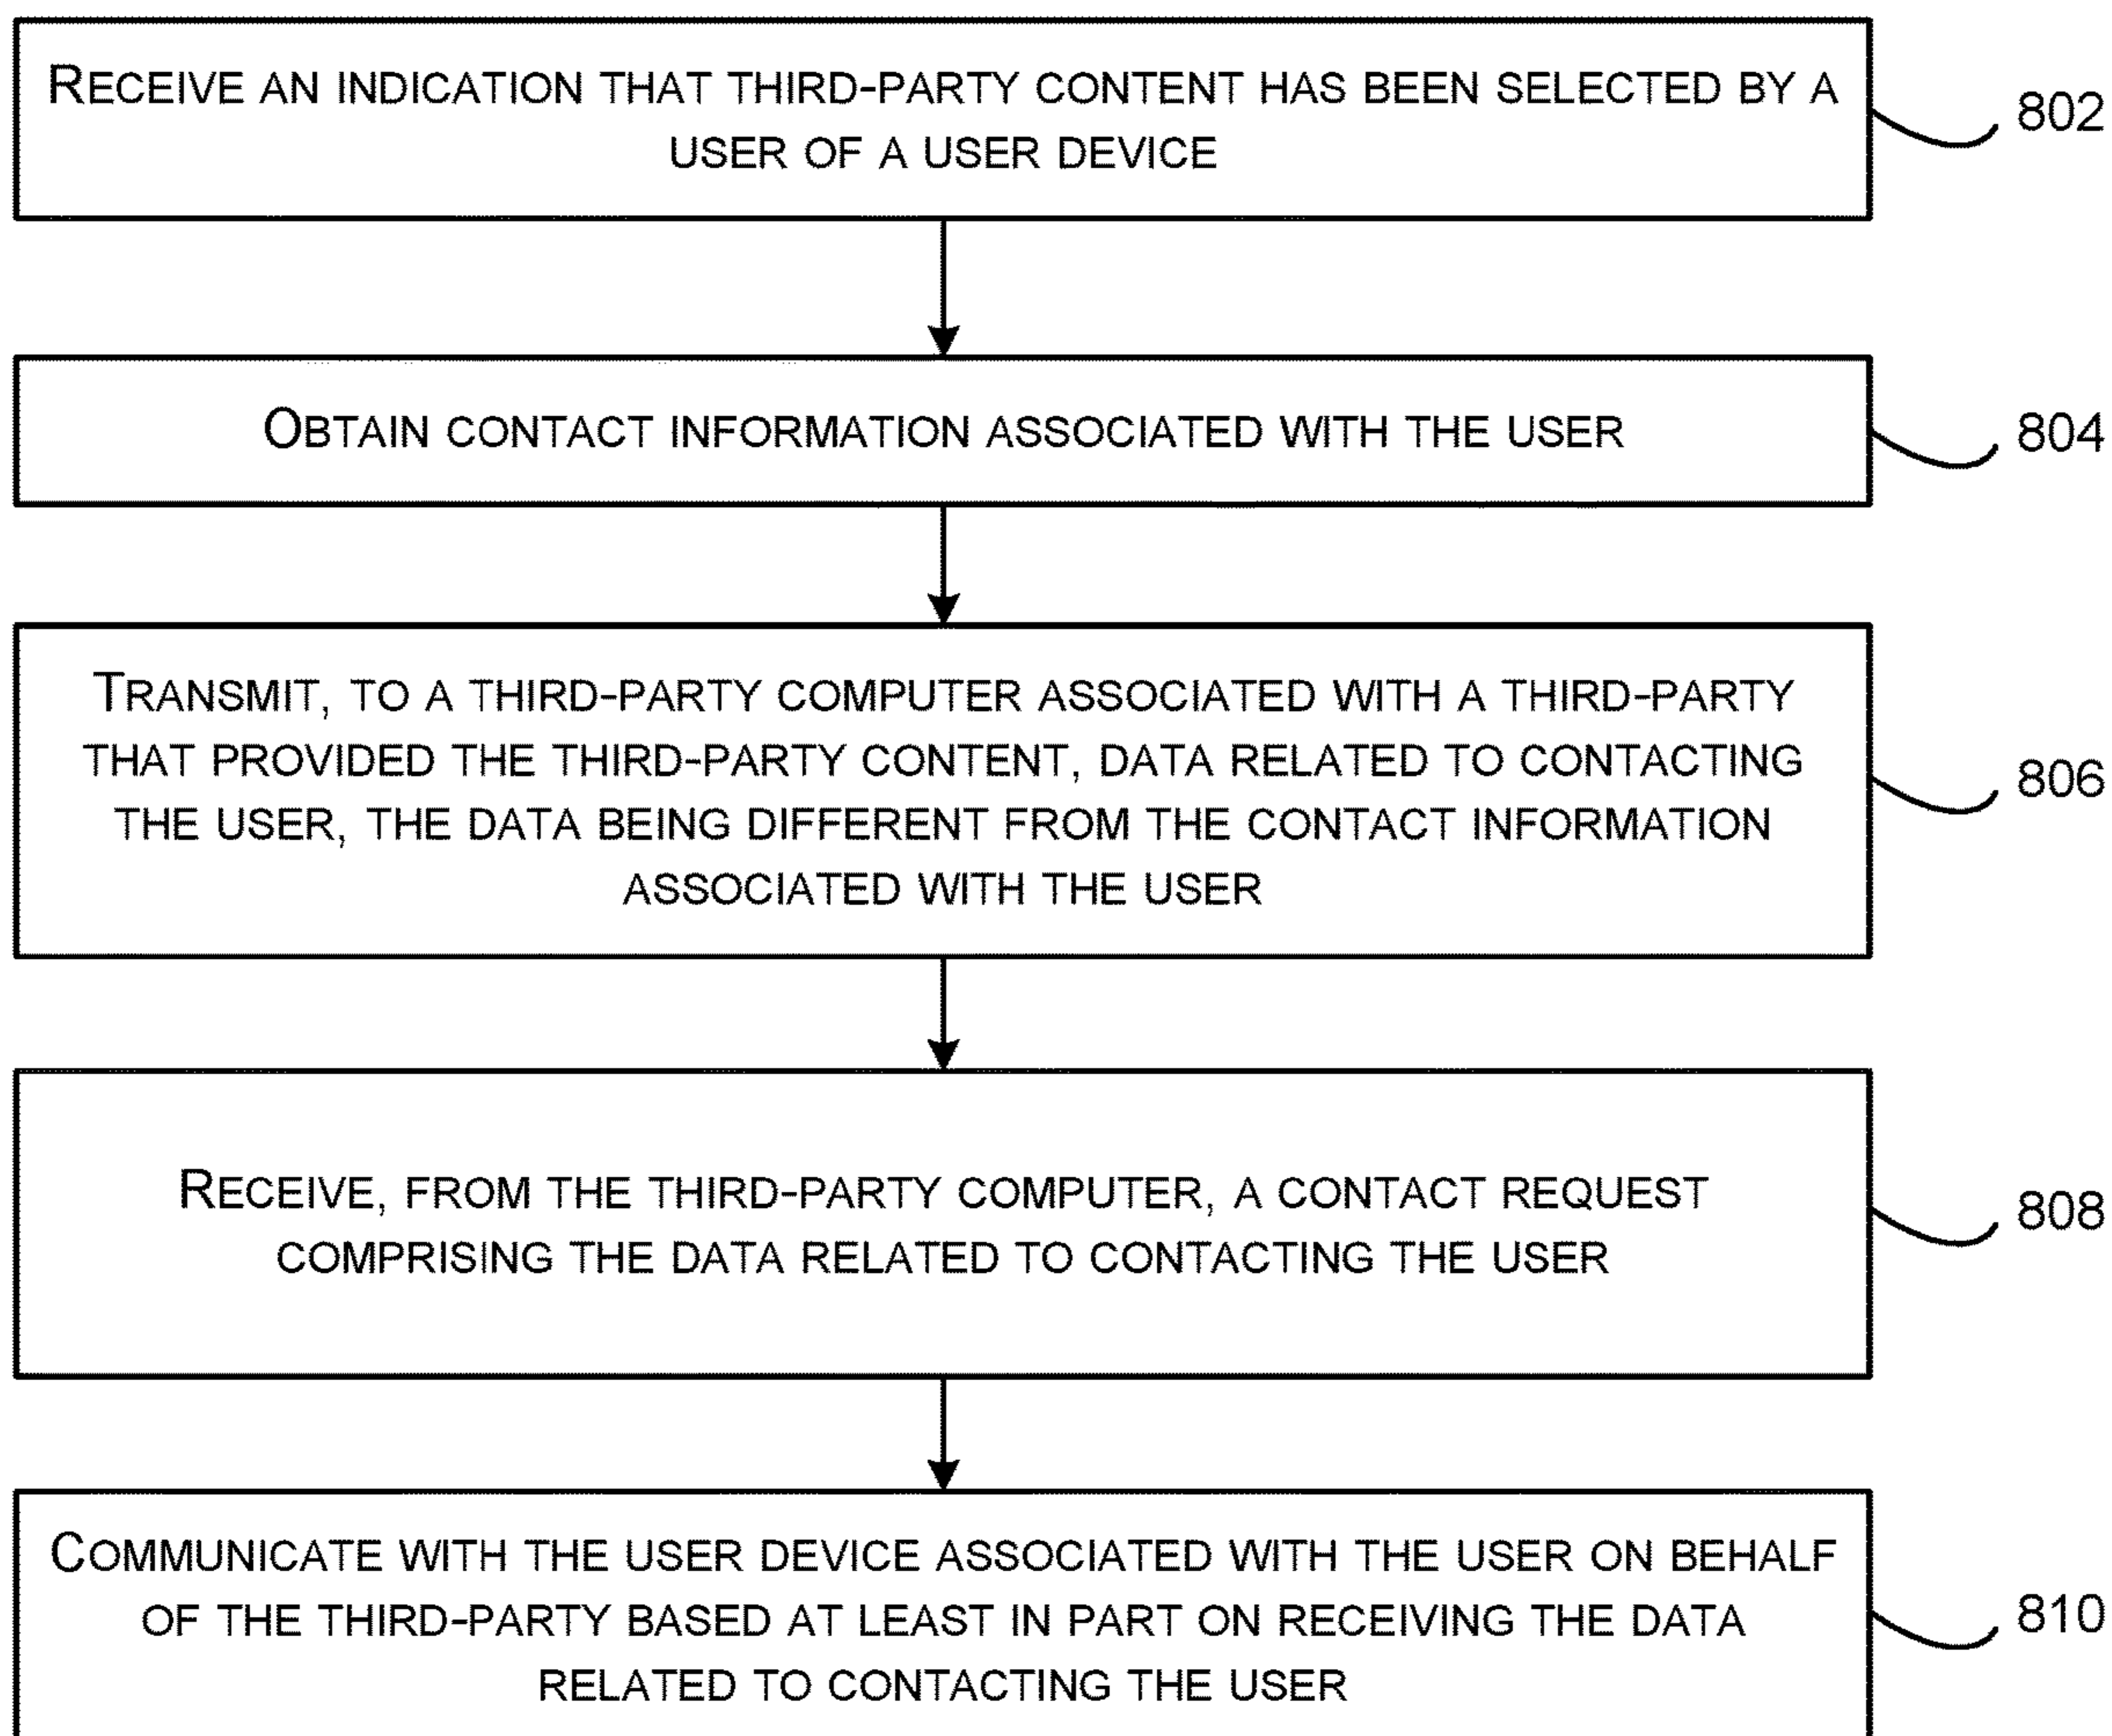 RECEIVE AN INDICATION THAT THIRD-PARTY CONTENT HAS BEEN SELECTED BY A
USER OF A USER DEVICE
802
OBTAIN CONTACT INFORMATION ASSOCIATED WITH THE USER
804
TRANSMIT, TO A THIRD-PARTY COMPUTER ASSOCIATED WITH A THIRD-PARTY
THAT PROVIDED THE THIRD-PARTY CONTENT, DATA RELATED TO CONTACTING
THE USER, THE DATA BEING DIFFERENT FROM THE CONTACT INFORMATION
ASSOCIATED WITH THE USER
806
RECEIVE, FROM THE THIRD-PARTY COMPUTER, A CONTACT REQUEST
COMPRISING THE DATA RELATED TO CONTACTING THE USER
808
COMMUNICATE WITH THE USER DEVICE ASSOCIATED WITH THE USER ON BEHALF
OF THE THIRD-PARTY BASED AT LEAST IN PART ON RECEIVING THE DATA
RELATED TO CONTACTING THE USER
810